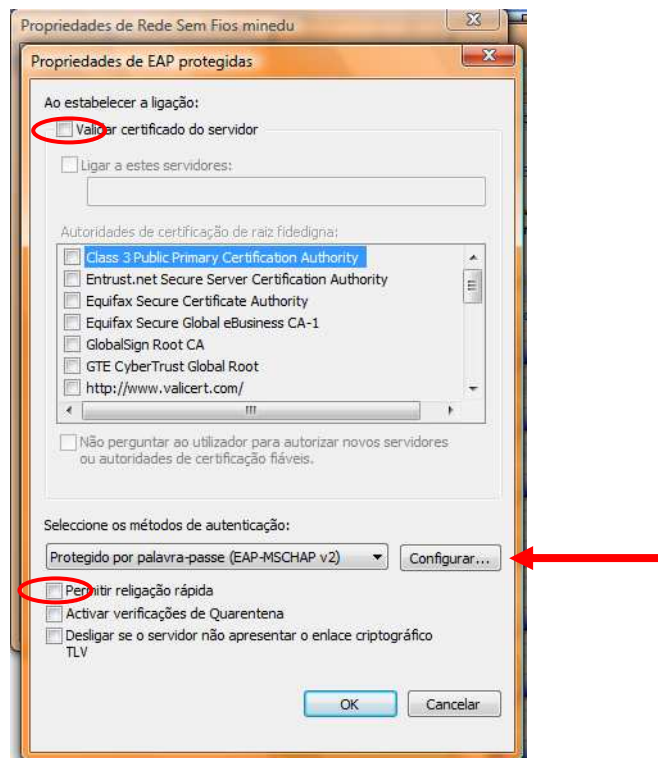 Propriedades de Rede Sem Fios minedu
Propriedades de EAP protegidas
Ao estabelecer a ligação:
Validar certificado do servidor
Ligar a estes servidores:
Autoridades de certificação de raiz fidedigna:
Class 3 Public Primary Certification Authority
Entrust.net Secure Server Certification Authority
Equifax Secure Certificate Authority
Equifax Secure Global eBusiness CA-1
GlobalSign Root CA
GTE CyberTrust Global Root
http://www.valicert.com/
Não perguntar ao utilizador para autorizar novos servidores
ou autoridades de certificação fiáveis.
Seleccione os métodos de autenticação:
Protegido por palavra-passe (EAP-MSCHAP v2) Configurar...
Permitir religação rápida
Activar verificações de Quarentena
Desligar se o servidor não apresentar o enlace criptográfico
TLV
OK Cancelar